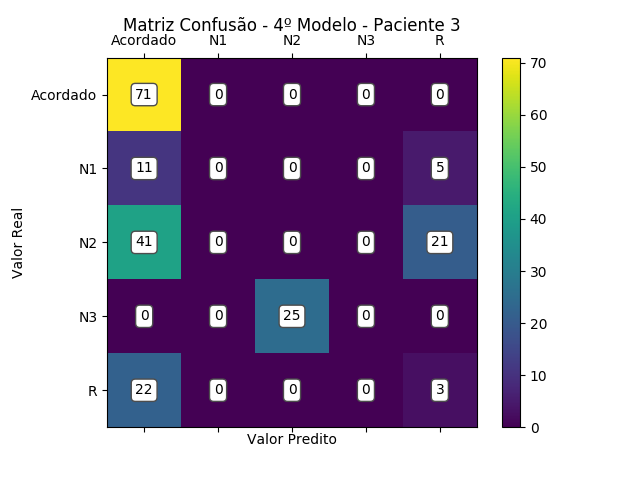 Matriz Confusão - 4º Modelo - Paciente 3
Acordado N1 N2 N3 R
Acordado 71 0 0 0 0
N1 11 0 0 0 5
N2 41 0 0 0 21
N3 0 0 25 0 0
R 22 0 0 0 3
Valor Real
Valor Predito
70
60
50
40
30
20
10
0